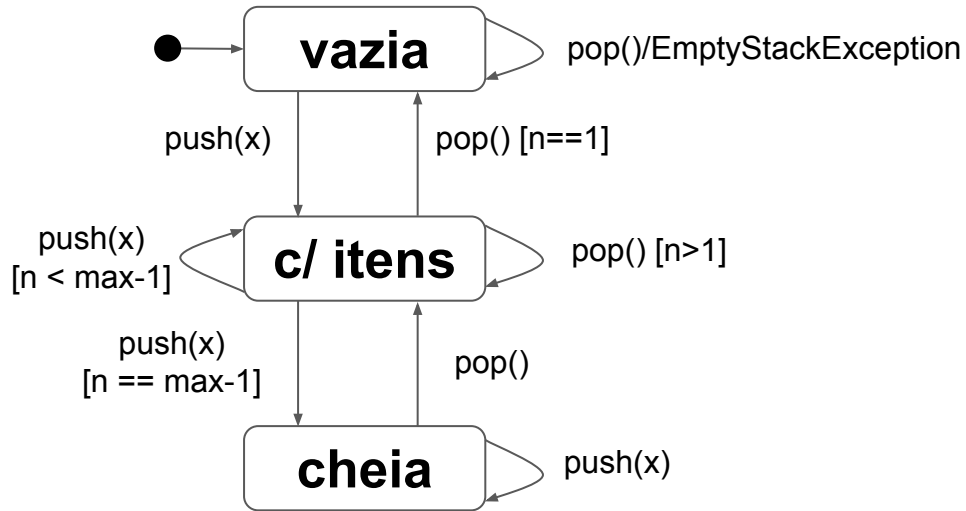 vazia
pop()/EmptyStackException
push(x)
pop() [n==1]
push(x)
[n < max-1]
c/ itens
pop() [n>1]
push(x)
[n == max-1]
pop()
cheia
push(x)